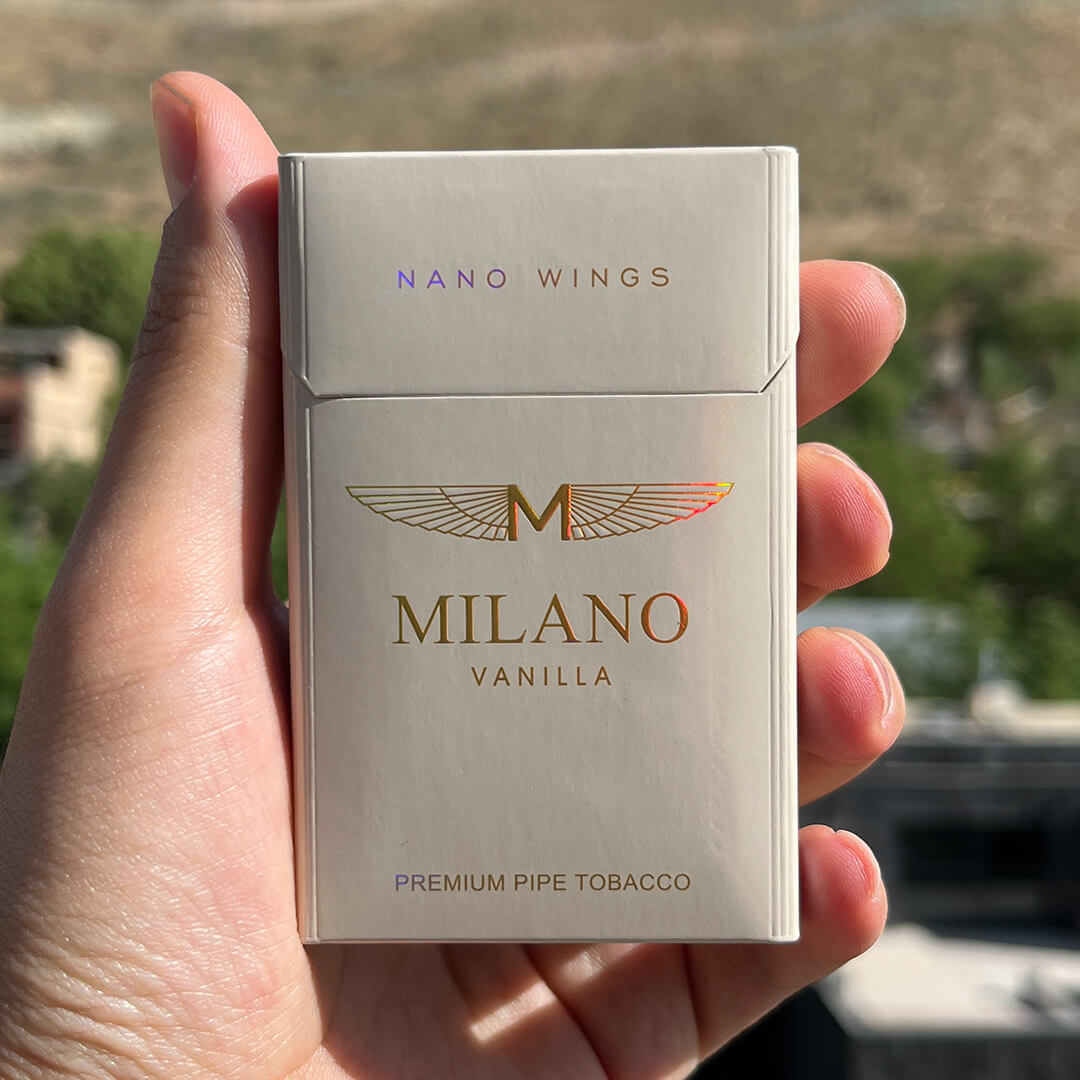 NANO WINGS
M
MILANO
VANILLA
PREMIUM PIPE TOBACCO